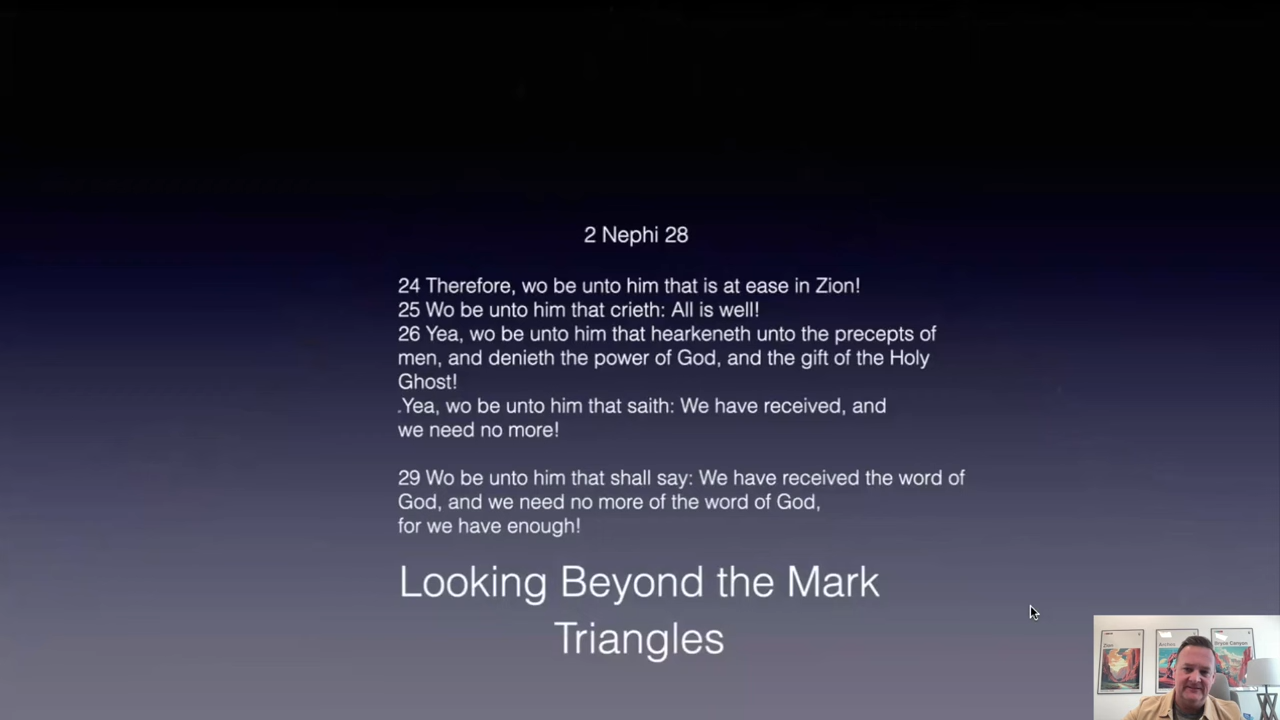 2 Nephi 28
24 Therefore, wo be unto him that is at ease in Zion!
25 Wo be unto him that crieth: All is well!
26 Yea, wo be unto him that hearkeneth unto the precepts of
men, and denieth the power of God, and the gift of the Holy
Ghost!
.Yea, wo be unto him that saith: We have received, and
we need no more!
29 Wo be unto him that shall say: We have received the word of
God, and we need no more of the word of God,
for we have enough!
Looking Beyond the Mark
Triangles
Zion
Arches
Bryce Canyon